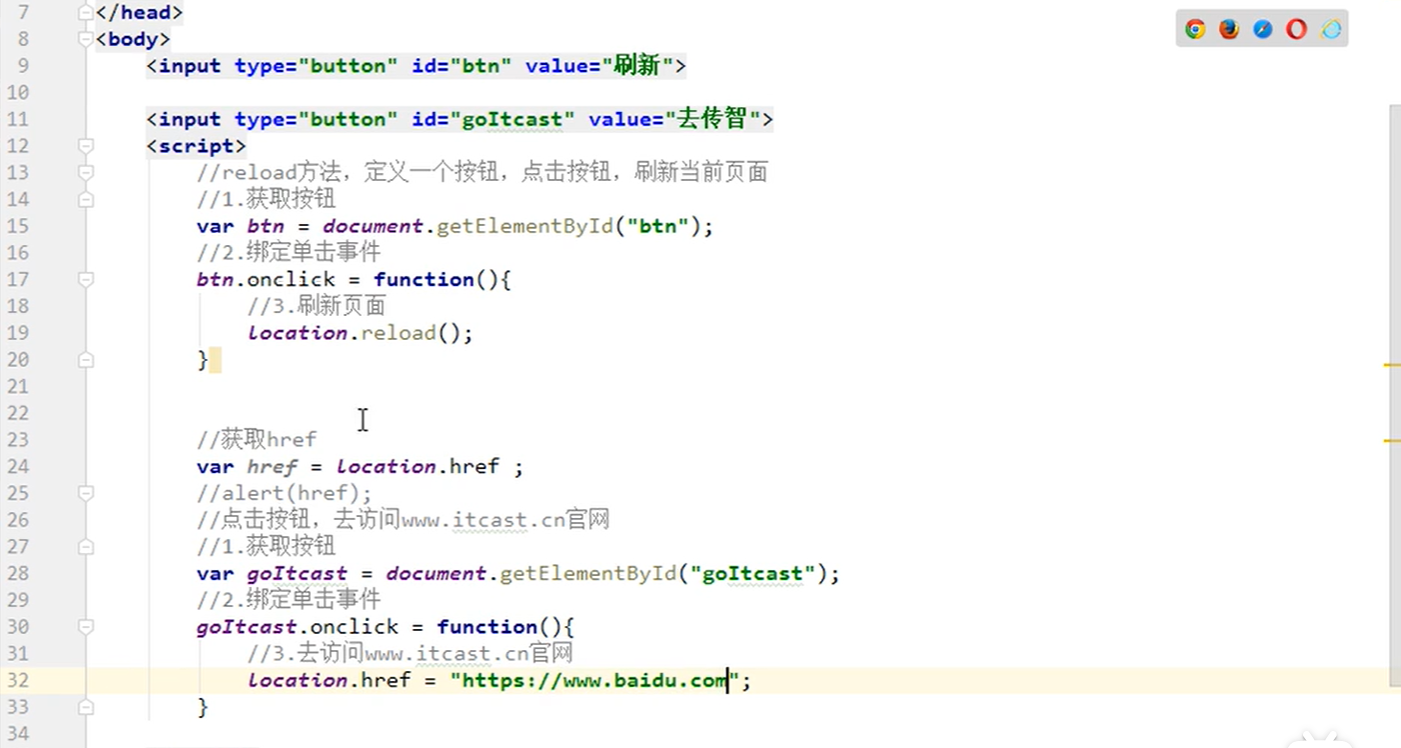 7 </head>
8 <body>
9 <input type="button" id="btn" value="刷新">
10
11 <input type="button" id="goItcast" value="去传智">
12 <script>
13 //reload方法，定义一个按钮，点击按钮，刷新当前页面
14 //1.获取按钮
15 var btn = document.getElementById("btn");
16 //2.绑定单击事件
17 btn.onclick = function(){
18 //3.刷新页面
19 location.reload();
20 }
21
22
23 //获取href
24 var href = location.href ;
25 //alert(href);
26 //点击按钮，去访问www.itcast.cn官网
27 //1.获取按钮
28 var goItcast = document.getElementById("goItcast");
29 //2.绑定单击事件
30 goItcast.onclick = function(){
31 //3.去访问www.itcast.cn官网
32 location.href = "https://www.baidu.com";
33 }
34